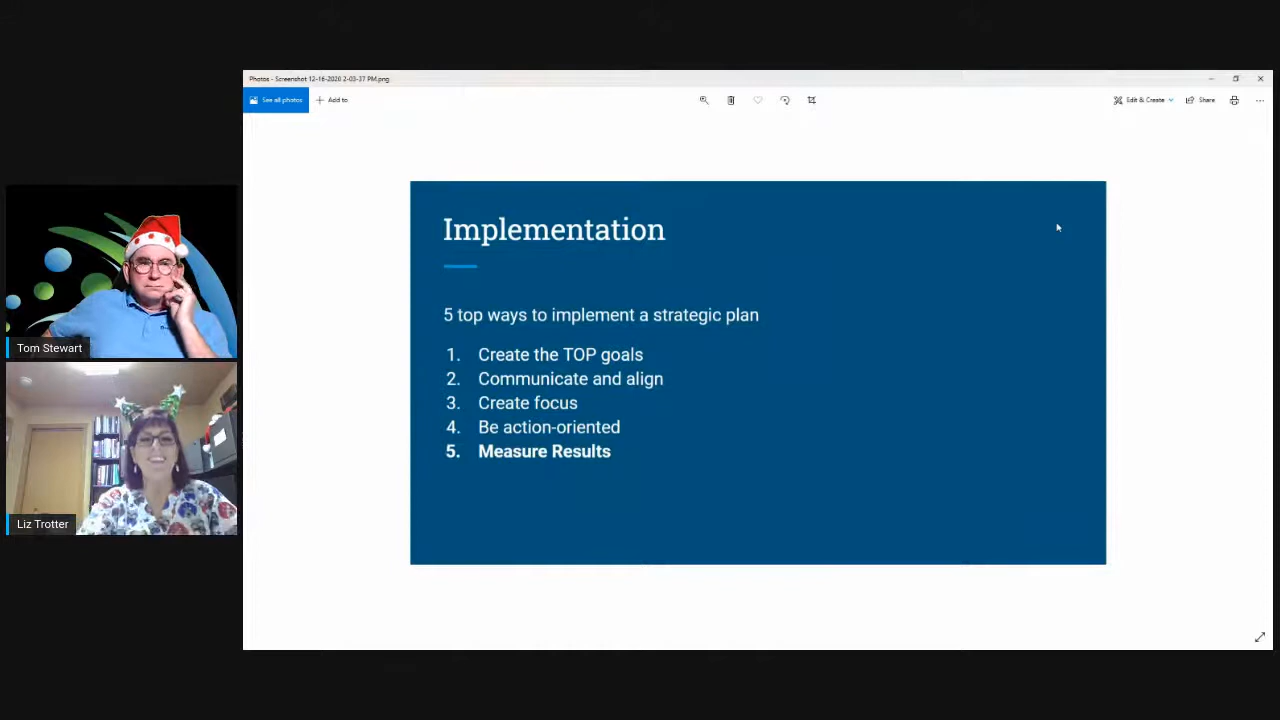 Photos - Screenshot 12-16-2020 2-03-37 PM.png
See all photos
Add to
Edit & Create
Share
Implementation
5 top ways to implement a strategic plan
1. Create the TOP goals
2. Communicate and align
3. Create focus
4. Be action-oriented
5. Measure Results
Tom Stewart
Liz Trotter